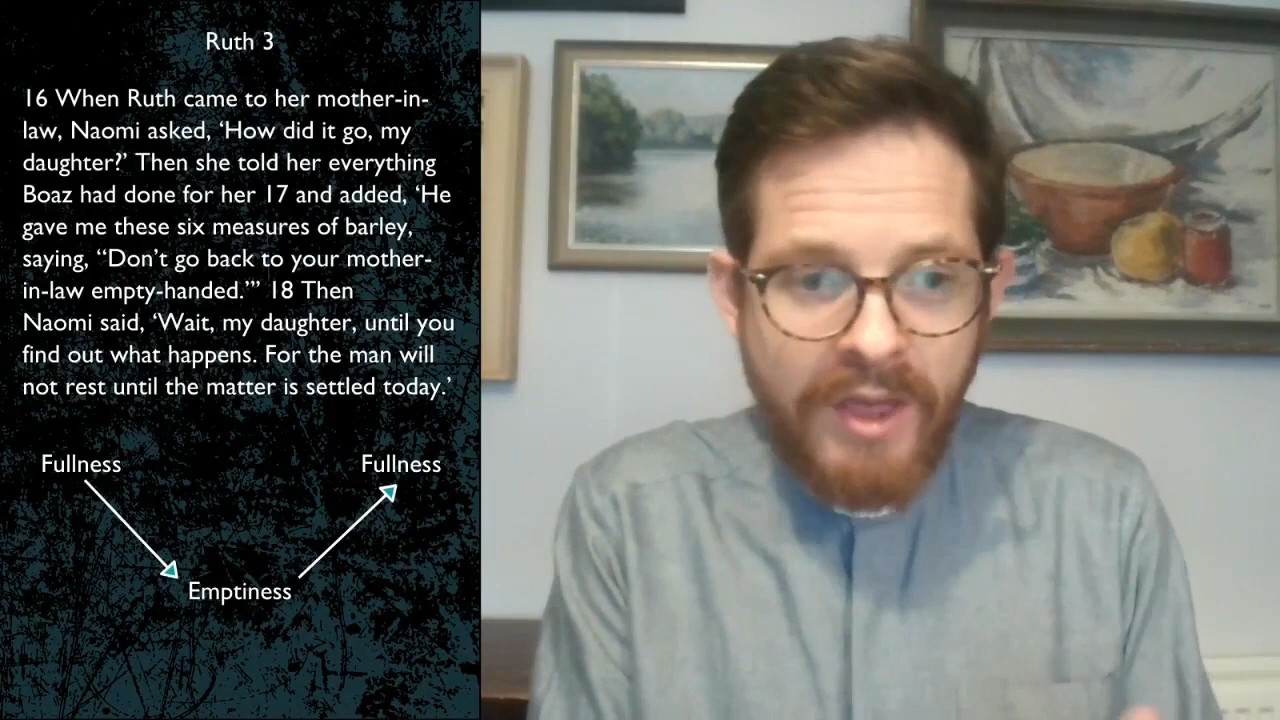 Ruth 3
16 When Ruth came to her mother-in-
law, Naomi asked, ‘How did it go, my
daughter?’ Then she told her everything
Boaz had done for her 17 and added, ‘He
gave me these six measures of barley,
saying, “Don’t go back to your mother-
in-law empty-handed.”’ 18 Then
Naomi said, ‘Wait, my daughter, until you
find out what happens. For the man will
not rest until the matter is settled today.’
Fullness
Fullness
Emptiness